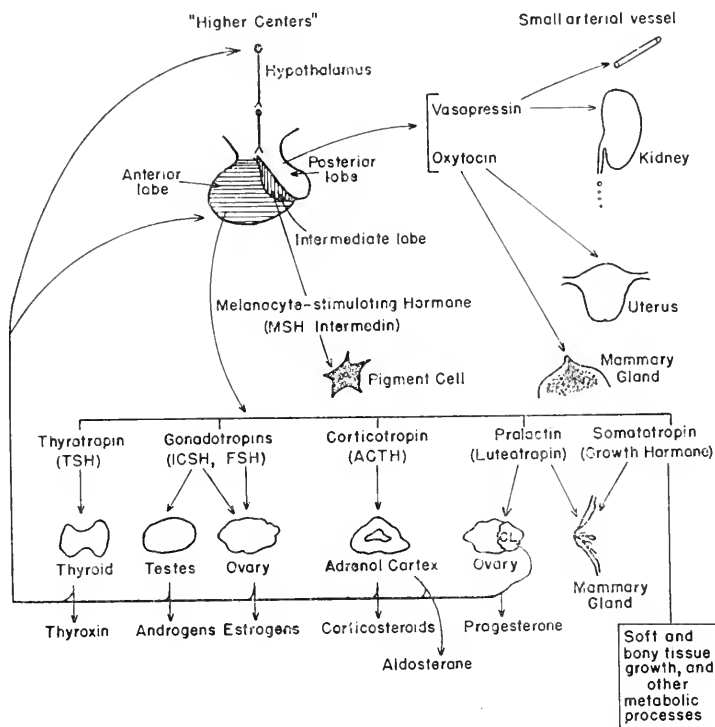 "Higher Centers"
Small arterial vessel
Hypothalamus
Vasopressin
Oxytocin
Kidney
Anterior
lobe
Posterior
lobe
Intermediate lobe
Uterus
Melanocyte-stimulating Hormone
(MSH Intermedin)
Pigment Cell
Mammary
Gland
Thyrotropin
(TSH)
Gonadotropins
(ICSH, FSH)
Corticotropin
(ACTH)
Prolactin
(Luteotropin)
Somatotropin
(Growth Hormone)
CL
Thyroid
Testes
Ovary
Adrenal Cortex
Ovary
Mammary
Gland
Thyroxin
Androgens
Estrogens
Corticosteroids
Progesterone
Aldosterone
Soft and
bony tissue
growth, and
other
metabolic
processes